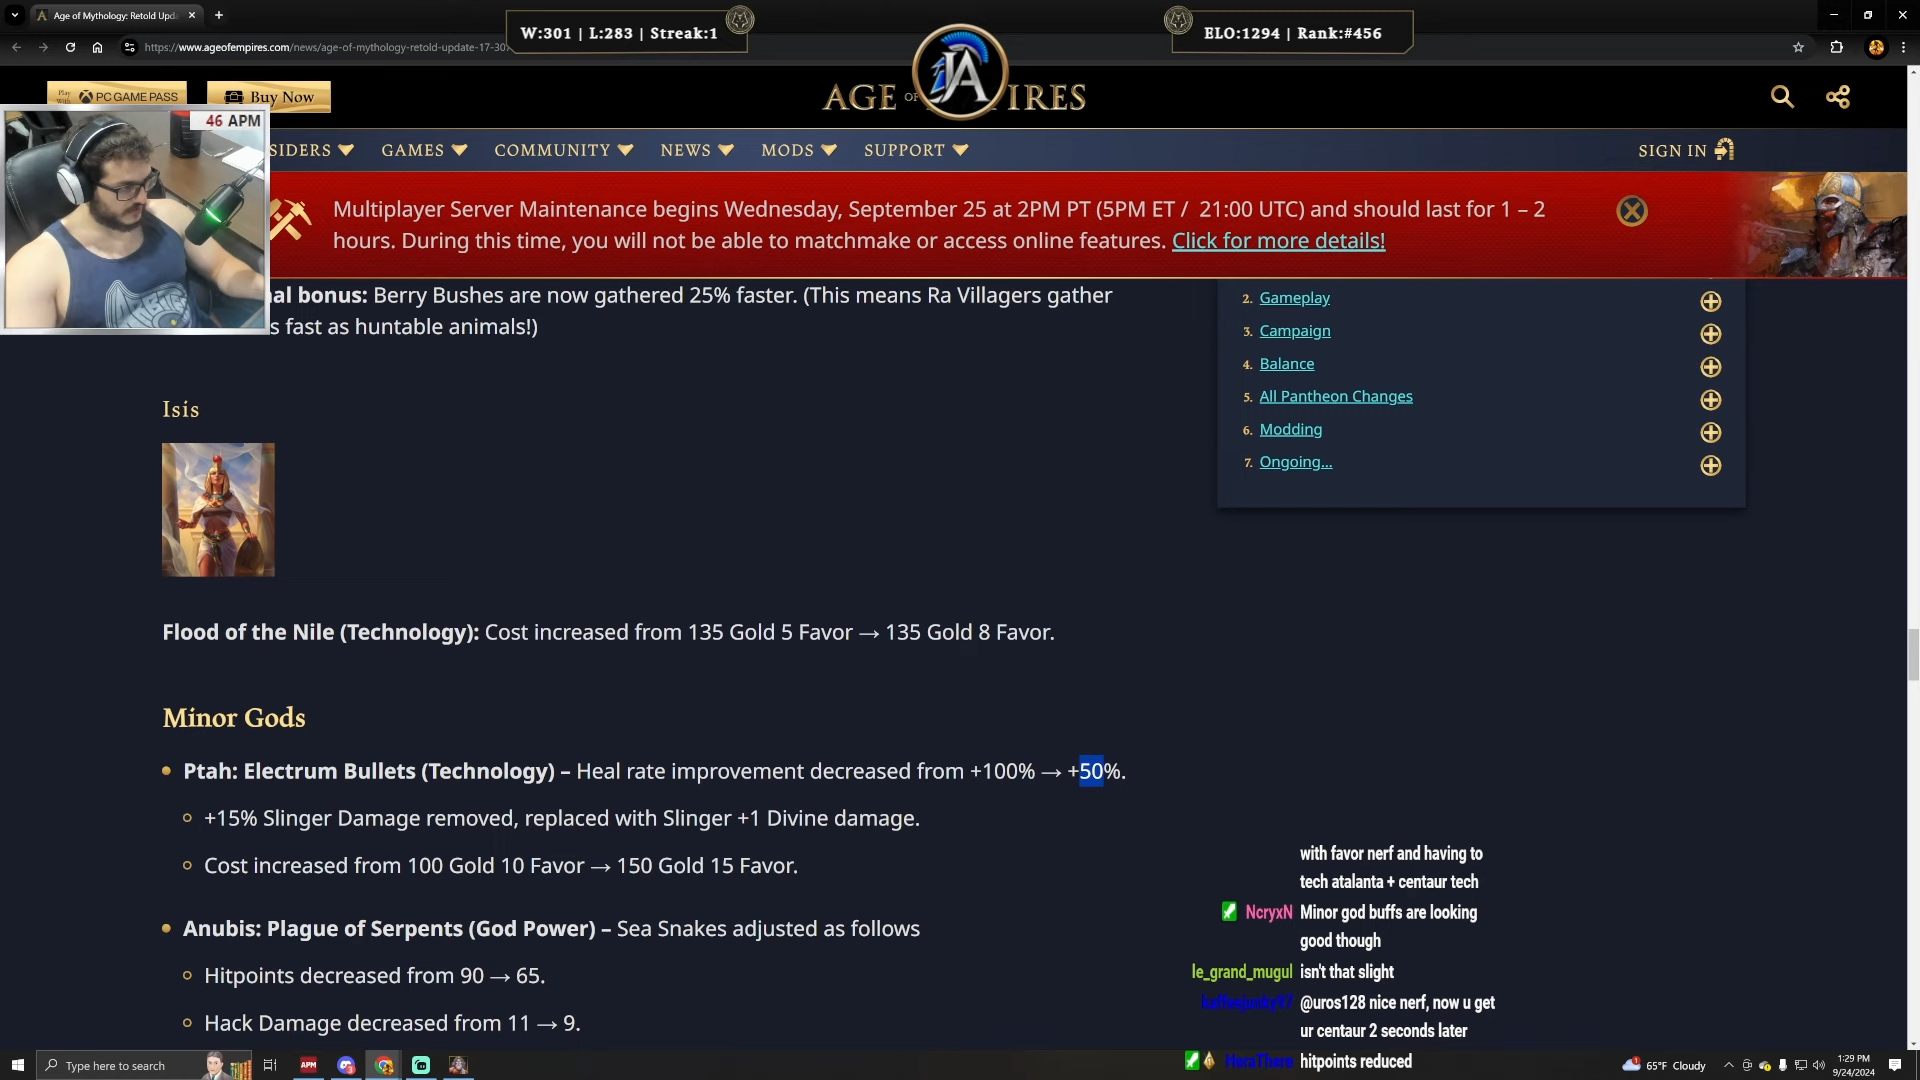 Age of Mythology: Retold Upd
W:301 | L:283 | Streak:1
ELO:1294 | Rank:#456
https://www.ageofempires.com/news/age-of-mythology-retold-update-17-30
Play With
PC GAME PASS
Buy Now
AGE OF
IRES
46 APM
SIDERS
GAMES
COMMUNITY
NEWS
MODS
SUPPORT
SIGN IN
Multiplayer Server Maintenance begins Wednesday, September 25 at 2PM PT (5PM ET / 21:00 UTC) and should last for 1 – 2
hours. During this time, you will not be able to matchmake or access online features. Click for more details!
al bonus: Berry Bushes are now gathered 25% faster. (This means Ra Villagers gather
s fast as huntable animals!)
2. Gameplay
3. Campaign
4. Balance
5. All Pantheon Changes
6. Modding
7. Ongoing...
Isis
Flood of the Nile (Technology): Cost increased from 135 Gold 5 Favor → 135 Gold 8 Favor.
Minor Gods
Ptah: Electrum Bullets (Technology) – Heal rate improvement decreased from +100% → +50%.
+15% Slinger Damage removed, replaced with Slinger +1 Divine damage.
Cost increased from 100 Gold 10 Favor → 150 Gold 15 Favor.
Anubis: Plague of Serpents (God Power) – Sea Snakes adjusted as follows
Hitpoints decreased from 90 → 65.
Hack Damage decreased from 11 → 9.
with favor nerf and having to
tech atalanta + centaur tech
NcryxN Minor god buffs are looking
good though
le_grand_mugul isn't that slight
@uros128 nice nerf, now u get
ur centaur 2 seconds later
hitpoints reduced
Type here to search
APM
65°F Cloudy
1:29 PM
9/24/2024